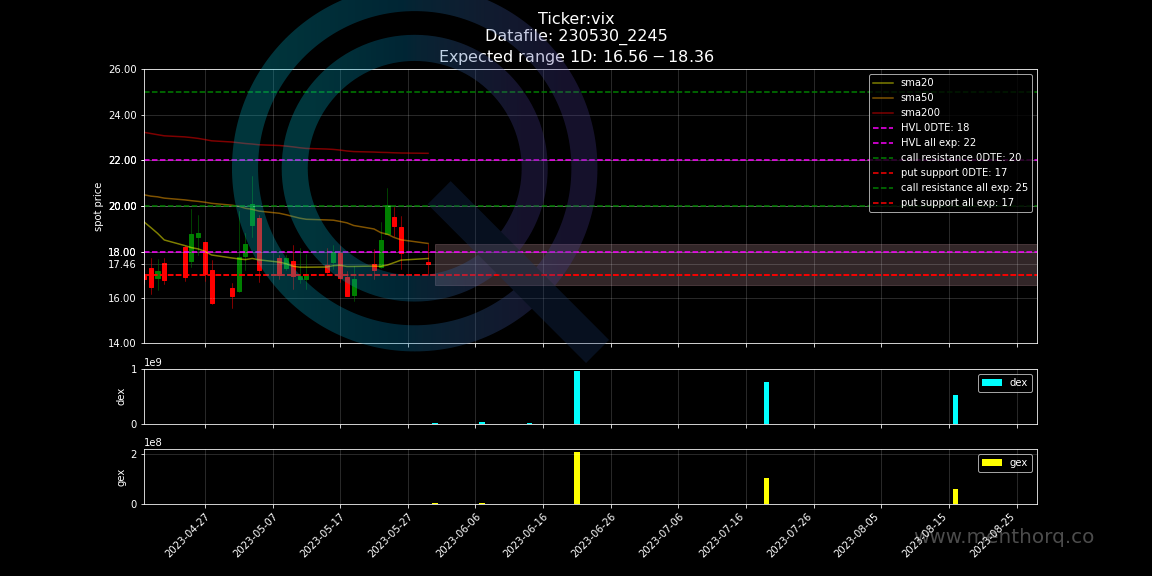 Ticker:vix
Datafile: 230530_2245
Expected range 1D: 16.56 − 18.36
26.00
24.00
22.00
20.00
18.00
17.46
16.00
14.00
spot price
sma20
sma50
sma200
HVL 0DTE: 18
HVL all exp: 22
call resistance 0DTE: 20
put support 0DTE: 17
call resistance all exp: 25
put support all exp: 17
1e9
1
0
dex
dex
1e8
2
0
gex
gex
2023-04-27
2023-05-07
2023-05-17
2023-05-27
2023-06-06
2023-06-16
2023-06-26
2023-07-06
2023-07-16
2023-07-26
2023-08-05
2023-08-15
2023-08-25
www.menthorq.co